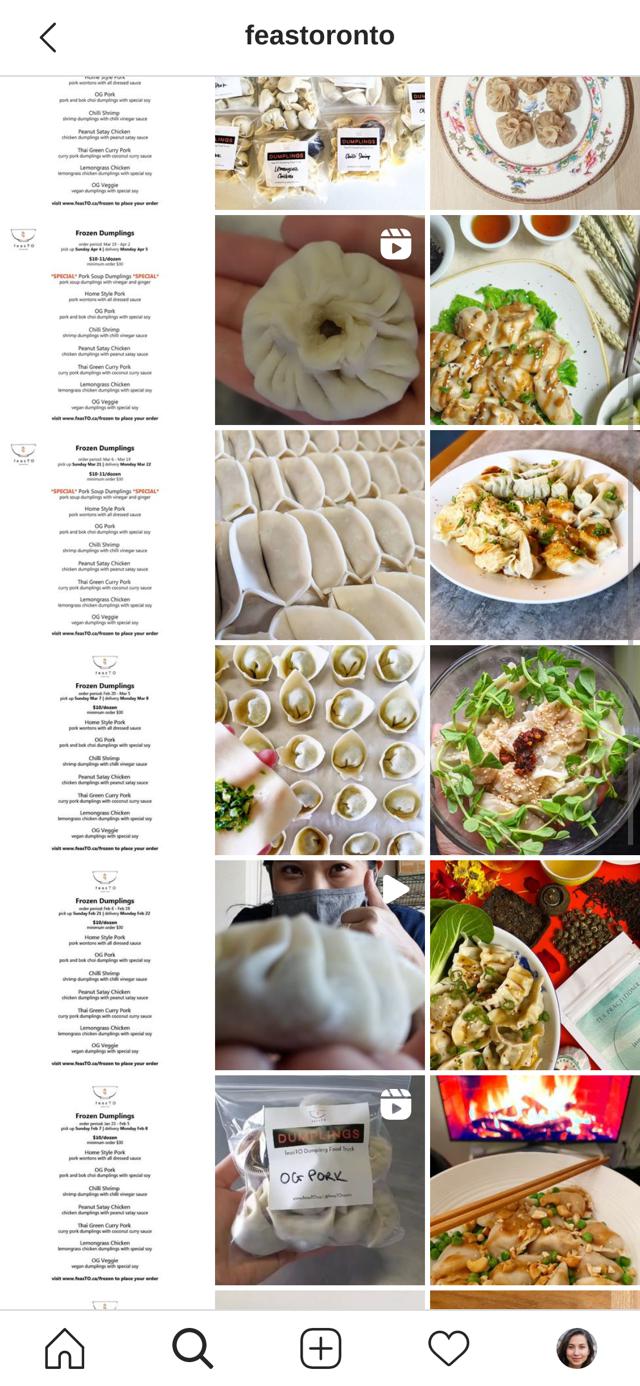 feastoronto
Home Style Pork
pork wontons with all dressed sauce
OG Pork
pork and bok choi dumplings with special soy
Chilli Shrimp
shrimp dumplings with chilli vinegar sauce
Peanut Satay Chicken
chicken dumplings with peanut satay sauce
Thai Green Curry Pork
curry pork dumplings with coconut curry sauce
Lemongrass Chicken
lemongrass chicken dumplings with special soy
OG Veggie
vegan dumplings with special soy
visit www.feasTO.ca/frozen to place your order
DUMPLINGS
Lemongrass
Chicken
DUMPLINGS
Chilli Shrimp
feasTO
Frozen Dumplings
order period: Mar 19 - Apr 2
pick up Sunday Apr 4 | delivery Monday Apr 5
$10-11/dozen
minimum order $30
*SPECIAL* Pork Soup Dumplings *SPECIAL*
pork soup dumplings with vinegar and ginger
Home Style Pork
pork wontons with all dressed sauce
OG Pork
pork and bok choi dumplings with special soy
Chilli Shrimp
shrimp dumplings with chilli vinegar sauce
Peanut Satay Chicken
chicken dumplings with peanut satay sauce
Thai Green Curry Pork
curry pork dumplings with coconut curry sauce
Lemongrass Chicken
lemongrass chicken dumplings with special soy
OG Veggie
vegan dumplings with special soy
visit www.feasTO.ca/frozen to place your order
feasTO
Frozen Dumplings
order period: Mar 6 - Mar 19
pick up Sunday Mar 21 | delivery Monday Mar 22
$10-11/dozen
minimum order $30
*SPECIAL* Pork Soup Dumplings *SPECIAL*
pork soup dumplings with vinegar and ginger
Home Style Pork
pork wontons with all dressed sauce
OG Pork
pork and bok choi dumplings with special soy
Chilli Shrimp
shrimp dumplings with chilli vinegar sauce
Peanut Satay Chicken
chicken dumplings with peanut satay sauce
Thai Green Curry Pork
curry pork dumplings with coconut curry sauce
Lemongrass Chicken
lemongrass chicken dumplings with special soy
OG Veggie
vegan dumplings with special soy
visit www.feasTO.ca/frozen to place your order
feasTO
Frozen Dumplings
order period: Feb 20 - Mar 5
pick up Sunday Mar 7 | delivery Monday Mar 8
$10/dozen
minimum order $30
Home Style Pork
pork wontons with all dressed sauce
OG Pork
pork and bok choi dumplings with special soy
Chilli Shrimp
shrimp dumplings with chilli vinegar sauce
Peanut Satay Chicken
chicken dumplings with peanut satay sauce
Thai Green Curry Pork
curry pork dumplings with coconut curry sauce
Lemongrass Chicken
lemongrass chicken dumplings with special soy
OG Veggie
vegan dumplings with special soy
visit www.feasTO.ca/frozen to place your order
feasTO
Frozen Dumplings
order period: Feb 6 - Feb 19
pick up Sunday Feb 21 | delivery Monday Feb 22
$10/dozen
minimum order $30
Home Style Pork
pork wontons with all dressed sauce
OG Pork
pork and bok choi dumplings with special soy
Chilli Shrimp
shrimp dumplings with chilli vinegar sauce
Peanut Satay Chicken
chicken dumplings with peanut satay sauce
Thai Green Curry Pork
curry pork dumplings with coconut curry sauce
Lemongrass Chicken
lemongrass chicken dumplings with special soy
OG Veggie
vegan dumplings with special soy
visit www.feasTO.ca/frozen to place your order
feasTO
Frozen Dumplings
order period: Jan 23 - Feb 5
pick up Sunday Feb 7 | delivery Monday Feb 8
$10/dozen
minimum order $30
Home Style Pork
pork wontons with all dressed sauce
OG Pork
pork and bok choi dumplings with special soy
Chilli Shrimp
shrimp dumplings with chilli vinegar sauce
Peanut Satay Chicken
chicken dumplings with peanut satay sauce
Thai Green Curry Pork
curry pork dumplings with coconut curry sauce
Lemongrass Chicken
lemongrass chicken dumplings with special soy
OG Veggie
vegan dumplings with special soy
visit www.feasTO.ca/frozen to place your order
DUMPLINGS
feasTO Dumpling Food Truck
OG PORK